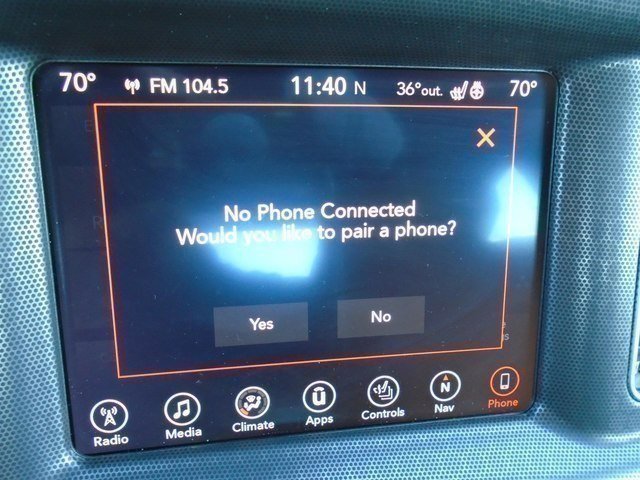 70° FM 104.5 11:40 N 36°out. 70°
No Phone Connected
Would you like to pair a phone?
Yes No
Radio Media Climate Apps Controls Nav Phone